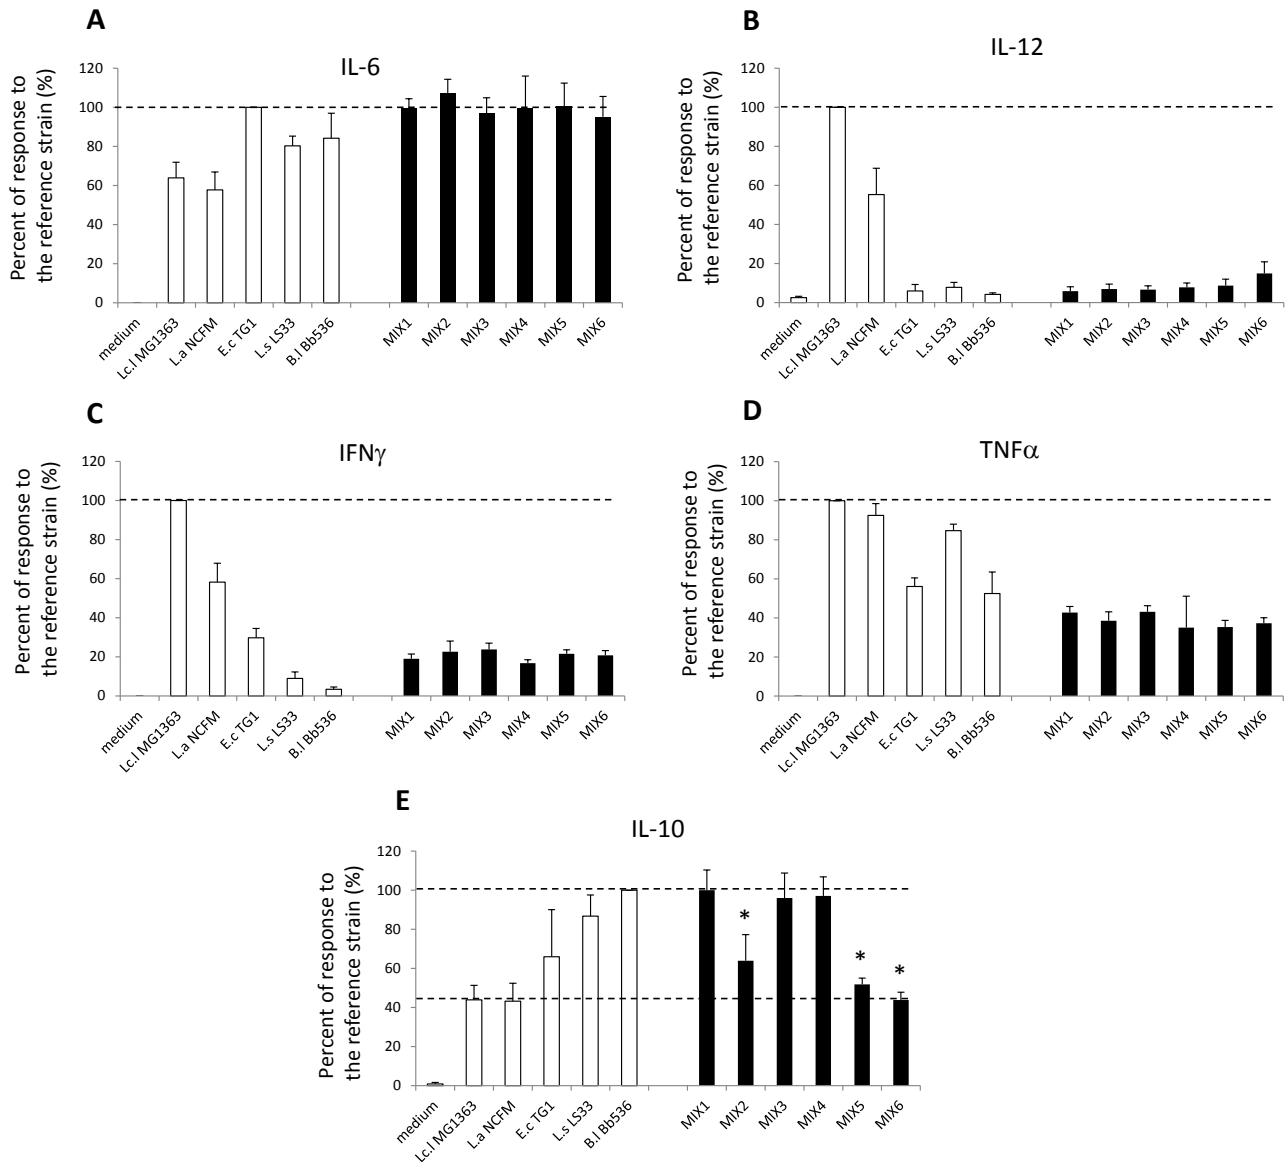 A
IL-6
Percent of response to
the reference strain (%)
120
100
80
60
40
20
0
medium
Lc.l MG1363
L.a NCFM
E.c TG1
L.s LS33
B.l Bb536
MIX1
MIX2
MIX3
MIX4
MIX5
MIX6
B
IL-12
Percent of response to
the reference strain (%)
120
100
80
60
40
20
0
medium
Lc.l MG1363
L.a NCFM
E.c TG1
L.s LS33
B.l Bb536
MIX1
MIX2
MIX3
MIX4
MIX5
MIX6
C
IFNγ
Percent of response to
the reference strain (%)
120
100
80
60
40
20
0
medium
Lc.l MG1363
L.a NCFM
E.c TG1
L.s LS33
B.l Bb536
MIX1
MIX2
MIX3
MIX4
MIX5
MIX6
D
TNFα
Percent of response to
the reference strain (%)
120
100
80
60
40
20
0
medium
Lc.l MG1363
L.a NCFM
E.c TG1
L.s LS33
B.l Bb536
MIX1
MIX2
MIX3
MIX4
MIX5
MIX6
E
IL-10
Percent of response to
the reference strain (%)
120
100
80
60
40
20
0
*
*
*
medium
Lc.l MG1363
L.a NCFM
E.c TG1
L.s LS33
B.l Bb536
MIX1
MIX2
MIX3
MIX4
MIX5
MIX6